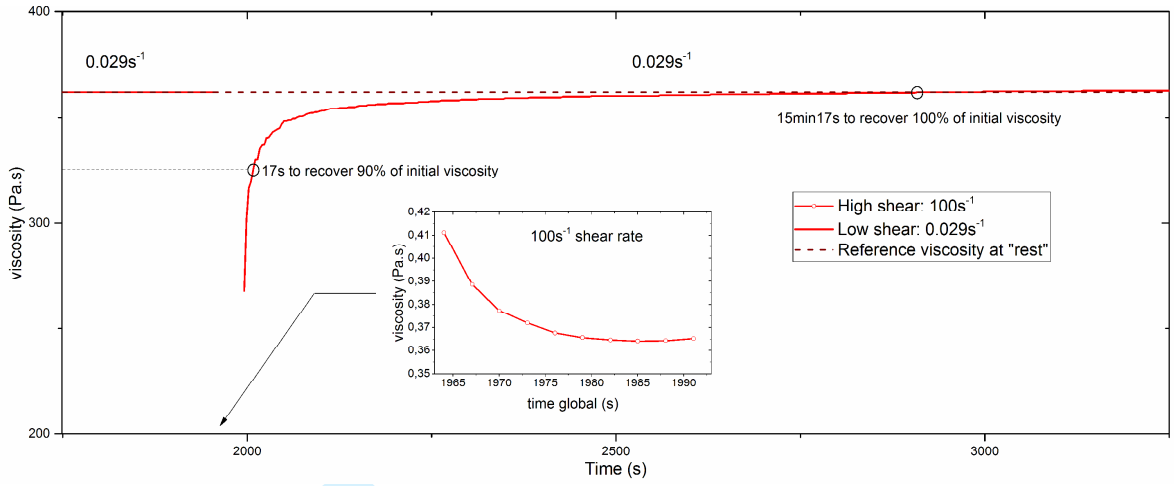 400
0.029s⁻¹
0.029s⁻¹
15min17s to recover 100% of initial viscosity
17s to recover 90% of initial viscosity
viscosity (Pa.s)
300
High shear: 100s⁻¹
Low shear: 0.029s⁻¹
Reference viscosity at "rest"
0,42
100s⁻¹ shear rate
0,41
0,40
viscosity (Pa.s)
0,39
0,38
0,37
0,36
0,35
1965 1970 1975 1980 1985 1990
time global (s)
200
2000 2500 3000
Time (s)